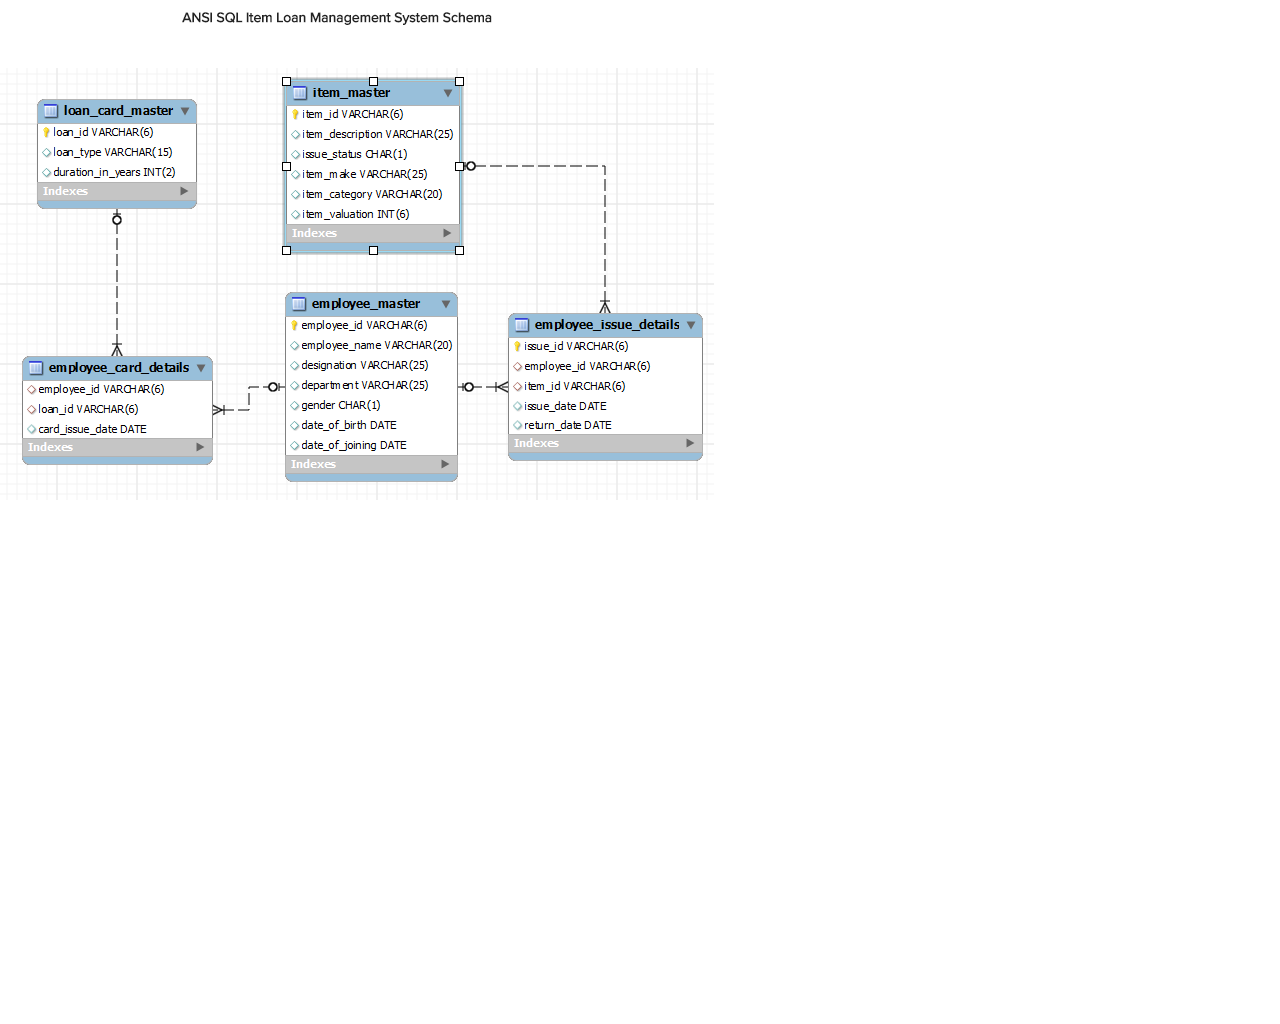 ANSI SQL Item Loan Management System Schema
loan_card_master
loan_id VARCHAR(6)
loan_type VARCHAR(15)
duration_in_years INT(2)
Indexes
item_master
item_id VARCHAR(6)
item_description VARCHAR(25)
issue_status CHAR(1)
item_make VARCHAR(25)
item_category VARCHAR(20)
item_valuation INT(6)
Indexes
employee_card_details
employee_id VARCHAR(6)
loan_id VARCHAR(6)
card_issue_date DATE
Indexes
employee_master
employee_id VARCHAR(6)
employee_name VARCHAR(20)
designation VARCHAR(25)
department VARCHAR(25)
gender CHAR(1)
date_of_birth DATE
date_of_joining DATE
Indexes
employee_issue_details
issue_id VARCHAR(6)
employee_id VARCHAR(6)
item_id VARCHAR(6)
issue_date DATE
return_date DATE
Indexes